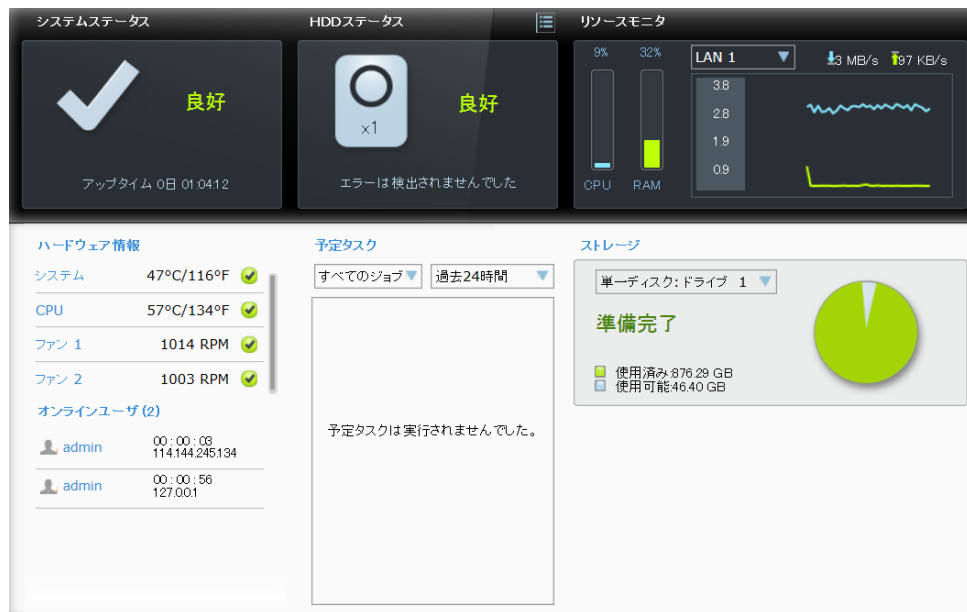 システムステータス
HDDステータス
リソースモニタ
良好
アップタイム 0日 01:04:12
x1
良好
エラーは検出されませんでした
9%
32%
CPU
RAM
LAN 1
3 MB/s
97 KB/s
3.8
2.8
1.9
0.9
ハードウェア情報
システム 47°C/116°F
CPU 57°C/134°F
ファン 1 1014 RPM
ファン 2 1003 RPM
オンラインユーザ (2)
admin 00 : 00 : 03
114.144.245.134
admin 00 : 00 : 56
127.0.0.1
予定タスク
すべてのジョブ
過去24時間
予定タスクは実行されませんでした。
ストレージ
単一ディスク: ドライブ 1
準備完了
使用済み:876.29 GB
使用可能:46.40 GB